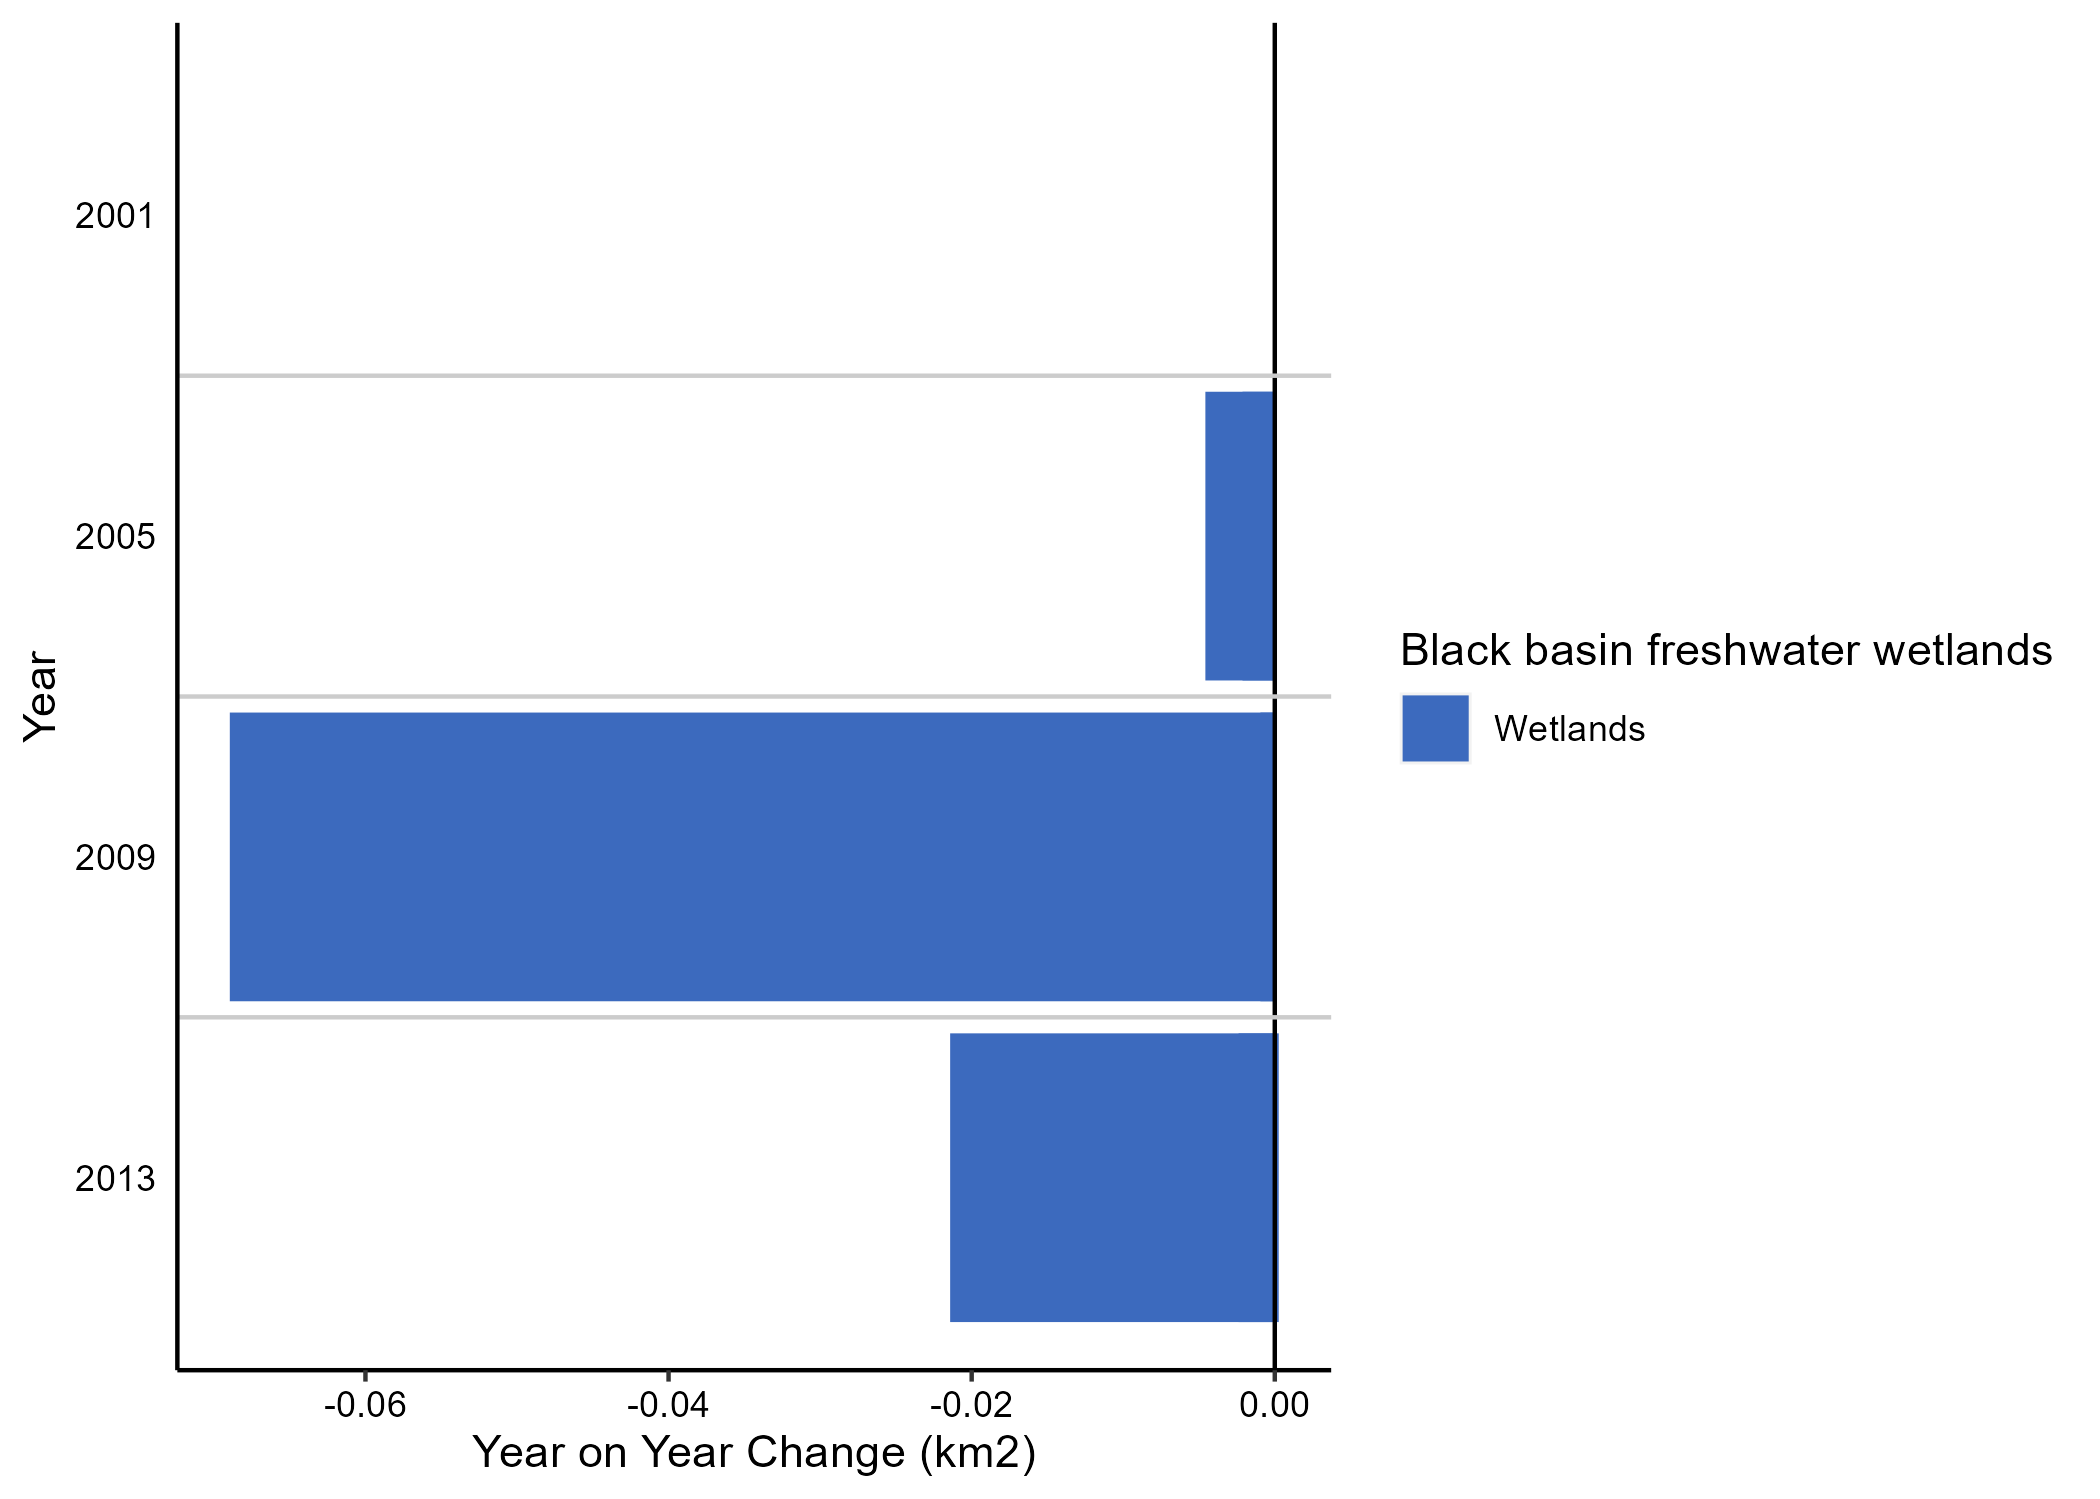 Year
2001
2005
2009
2013
-0.06
-0.04
-0.02
0.00
Year on Year Change (km2)
Black basin freshwater wetlands
Wetlands